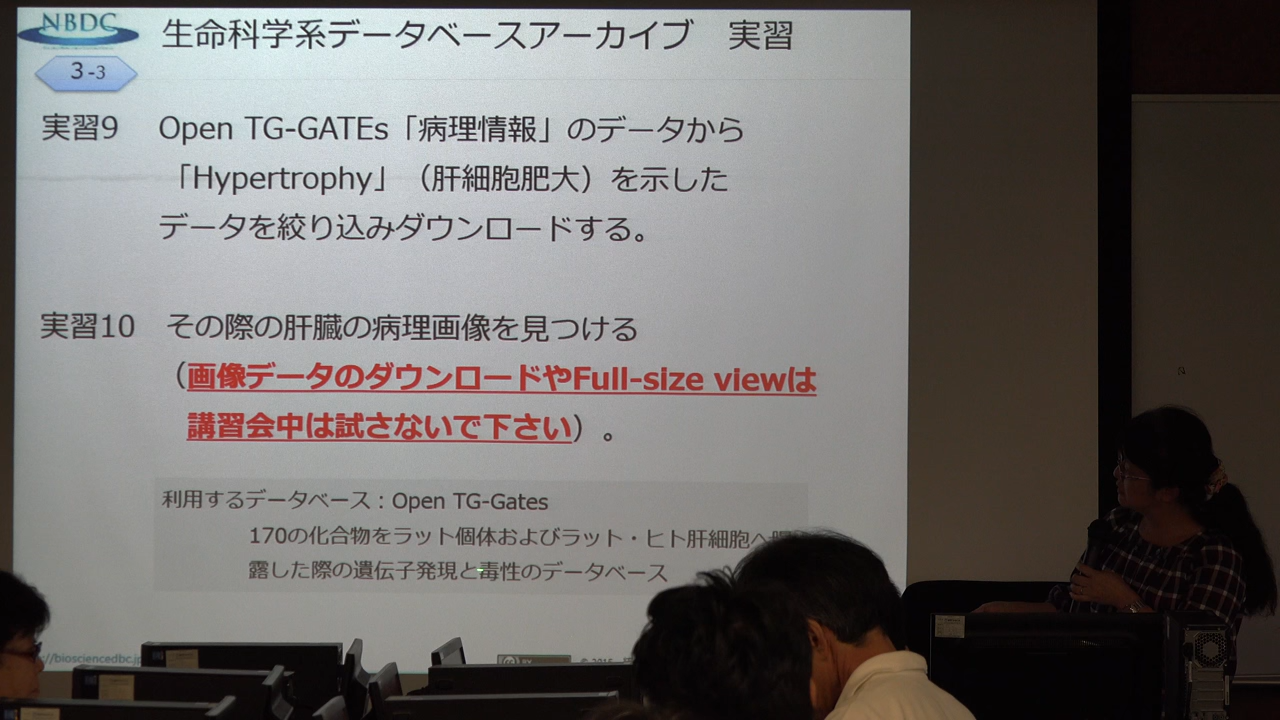 NBDC
生命科学系データベースアーカイブ 実習
3-3
実習9 Open TG-GATEs「病理情報」のデータから
「Hypertrophy」(肝細胞肥大)を示した
データを絞り込みダウンロードする。
実習10 その際の肝臓の病理画像を見つける
(画像データのダウンロードやFull-size viewは
講習会中は試さないで下さい)。
利用するデータベース:Open TG-Gates
170の化合物をラット個体およびラット・ヒト肝細胞へ
露した際の遺伝子発現と毒性のデータベース
://biosciencedbc.jp